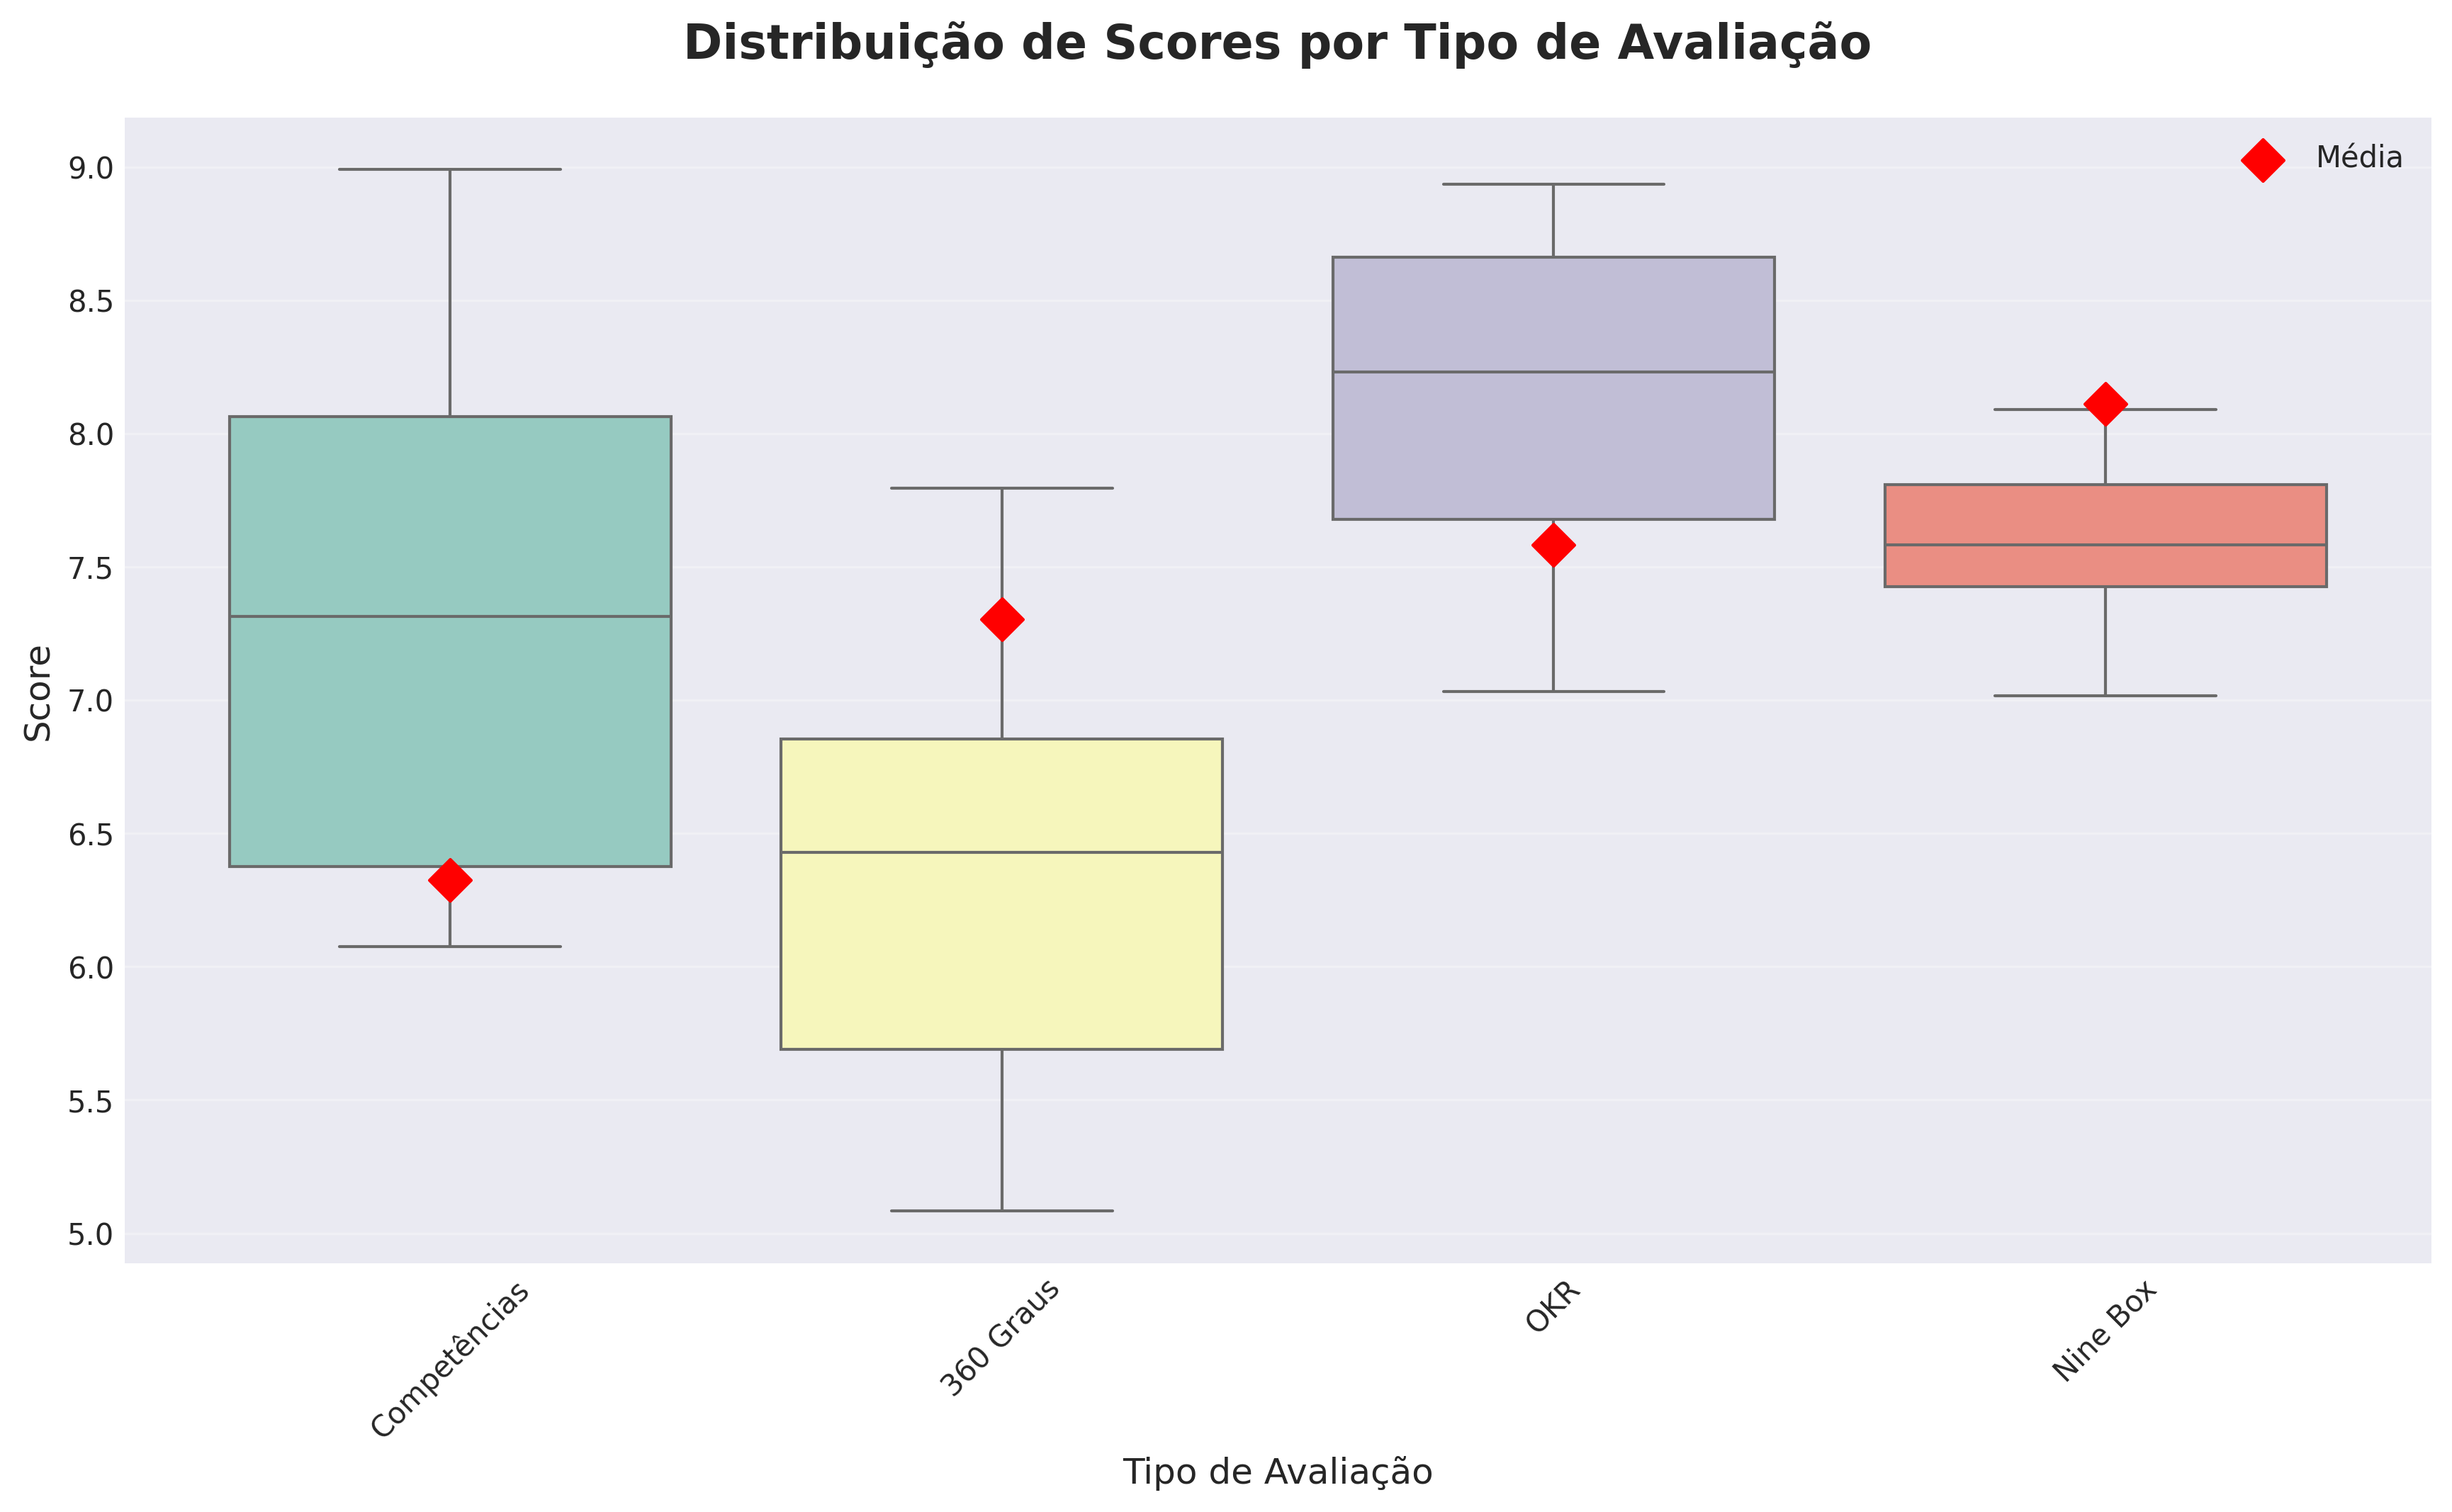 Distribuição de Scores por Tipo de Avaliação
Média
Score
9.0
8.5
8.0
7.5
7.0
6.5
6.0
5.5
5.0
Competências
360 Graus
OKR
Nine Box
Tipo de Avaliação